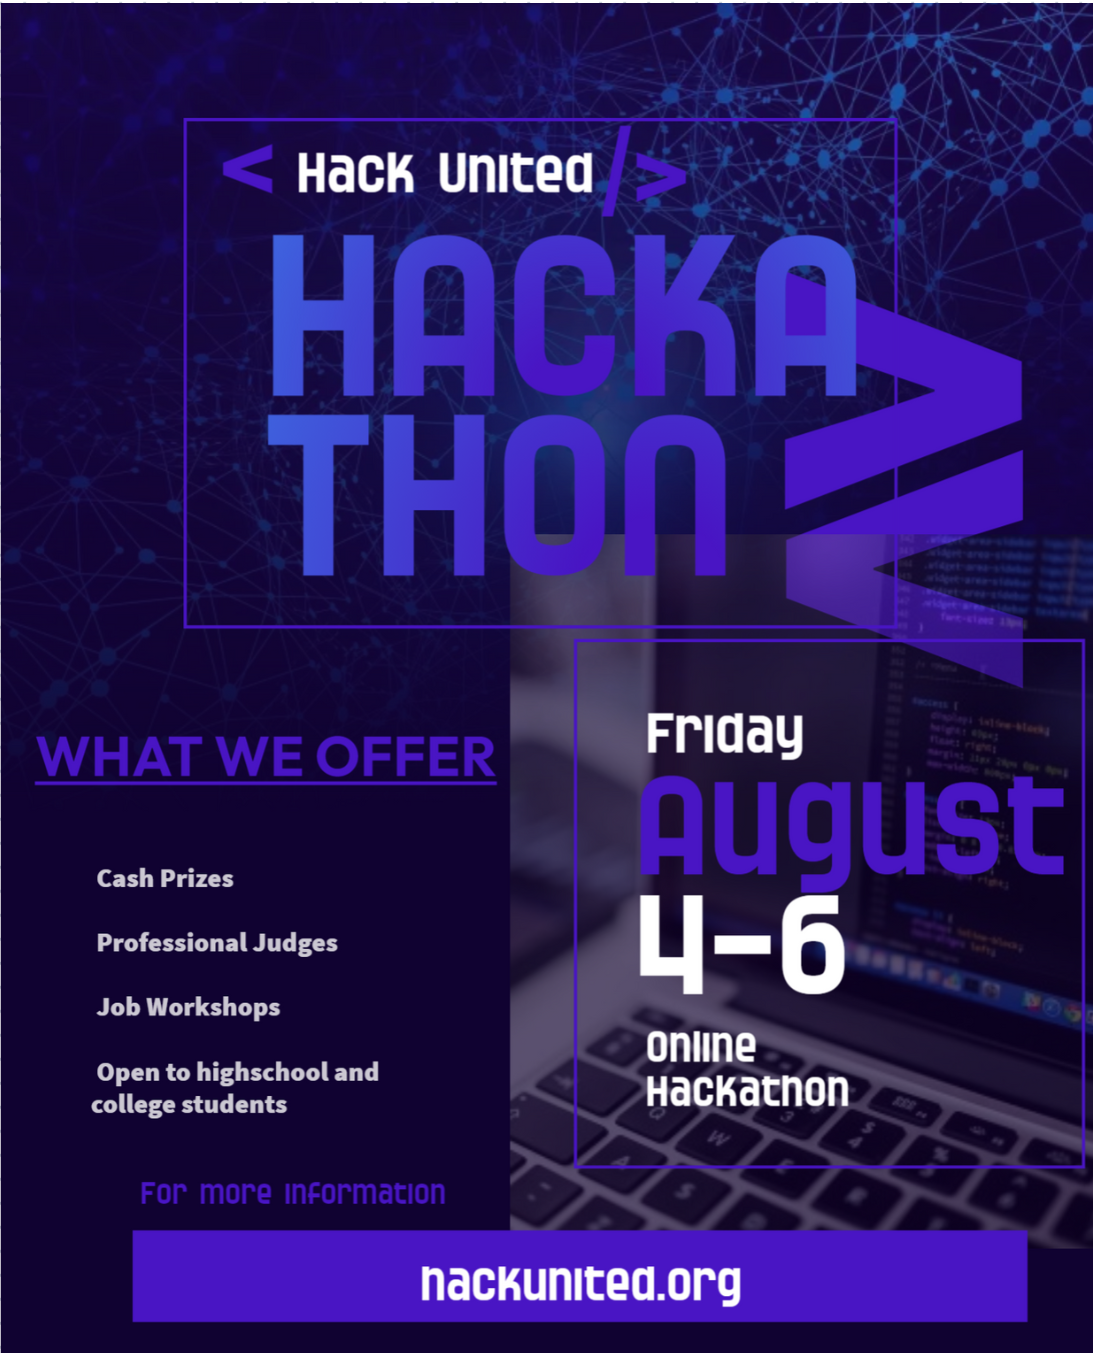 < Hack United />
HACKA
THON
WHAT WE OFFER
Cash Prizes
Professional Judges
Job Workshops
Open to highschool and
college students
Friday
August
4-6
Online
Hackathon
For more information
hackunited.org